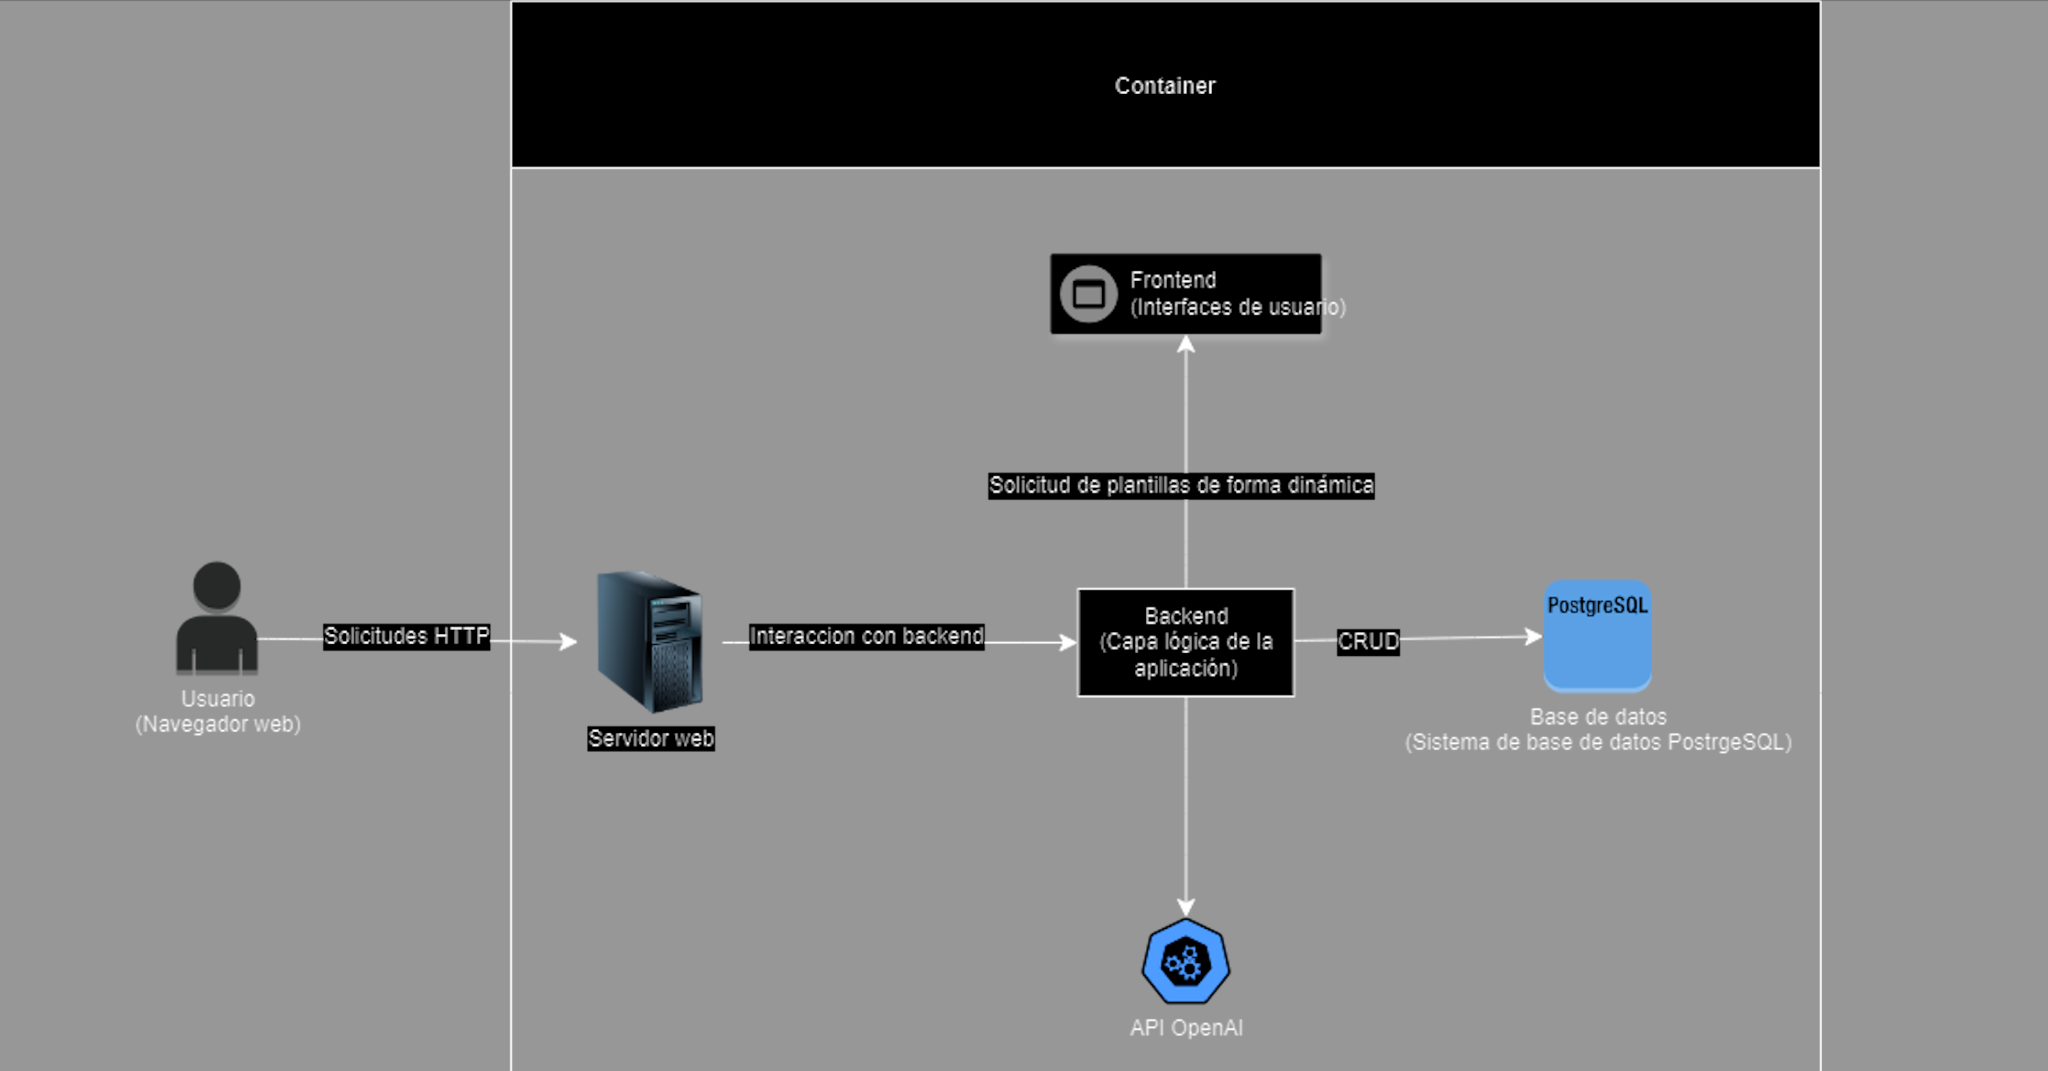 Container
Frontend
(Interfaces de usuario)
Solicitud de plantillas de forma dinámica
Solicitudes HTTP
Interaccion con backend
Backend
(Capa lógica de la
aplicación)
CRUD
PostgreSQL
Usuario
(Navegador web)
Servidor web
Base de datos
(Sistema de base de datos PostrgeSQL)
API OpenAI